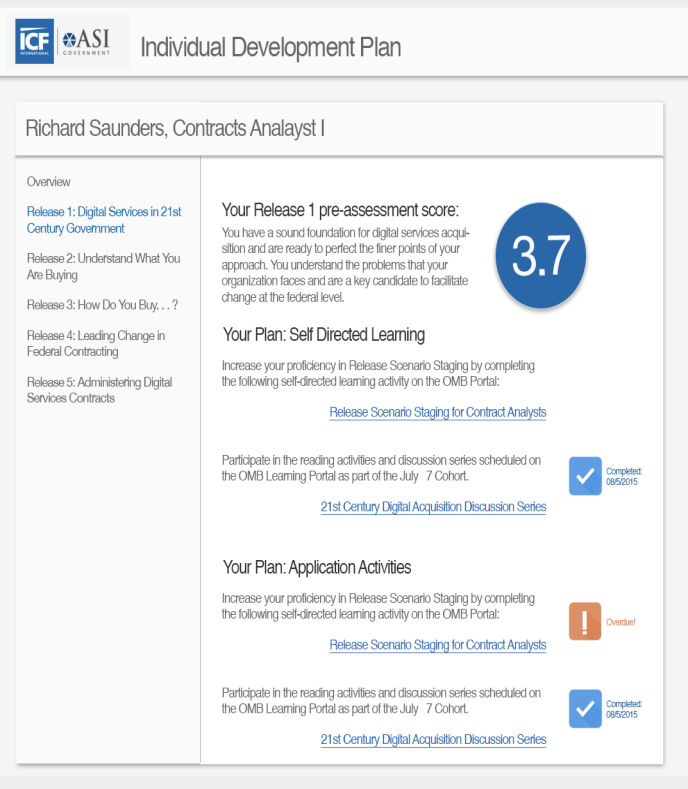 ICF
INTERNATIONAL
ASI
GOVERNMENT
Individual Development Plan
Richard Saunders, Contracts Analayst I
Overview
Release 1: Digital Services in 21st
Century Government
Release 2: Understand What You
Are Buying
Release 3: How Do You Buy. . . ?
Release 4: Leading Change in
Federal Contracting
Release 5: Administering Digital
Services Contracts
Your Release 1 pre-assessment score:
You have a sound foundation for digital services acqui-
sition and are ready to perfect the finer points of your
approach. You understand the problems that your
organization faces and are a key candidate to facilitate
change at the federal level.
3.7
Your Plan: Self Directed Learning
Increase your proficiency in Release Scenario Staging by completing
the following self-directed learning activity on the OMB Portal:
Release Scenario Staging for Contract Analysts
Participate in the reading activities and discussion series scheduled on
the OMB Learning Portal as part of the July 7 Cohort.
Completed:
08/5/2015
21st Century Digital Acquisition Discussion Series
Your Plan: Application Activities
Increase your proficiency in Release Scenario Staging by completing
the following self-directed learning activity on the OMB Portal:
Overdue!
Release Scenario Staging for Contract Analysts
Participate in the reading activities and discussion series scheduled on
the OMB Learning Portal as part of the July 7 Cohort.
Completed:
08/5/2015
21st Century Digital Acquisition Discussion Series